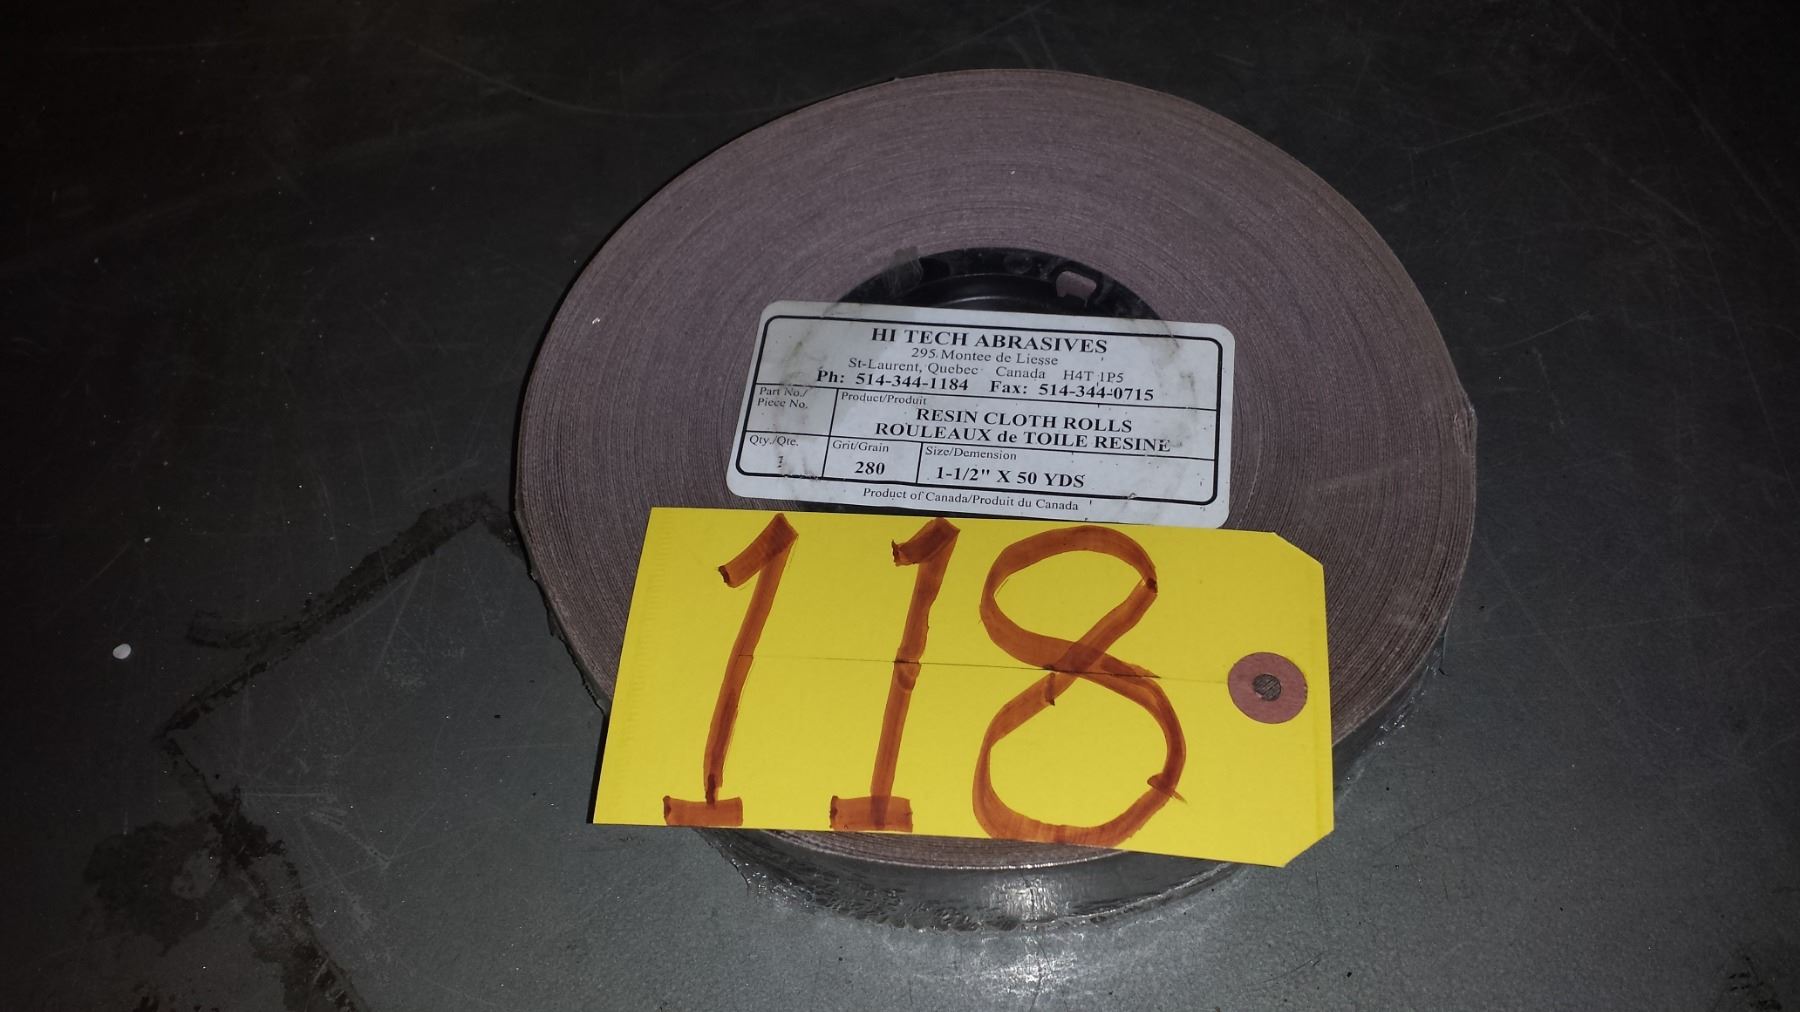 HI TECH ABRASIVES
295 Montee de Liesse
St-Laurent, Quebec Canada H4T 1P5
Ph: 514-344-1184 Fax: 514-344-0715
Part No./
Piece No.
Product/Produit
RESIN CLOTH ROLLS
ROULEAUX de TOILE RESINE
Qty./Qte.
1
Grit/Grain
280
Size/Demension
1-1/2" X 50 YDS
Product of Canada/Produit du Canada
118